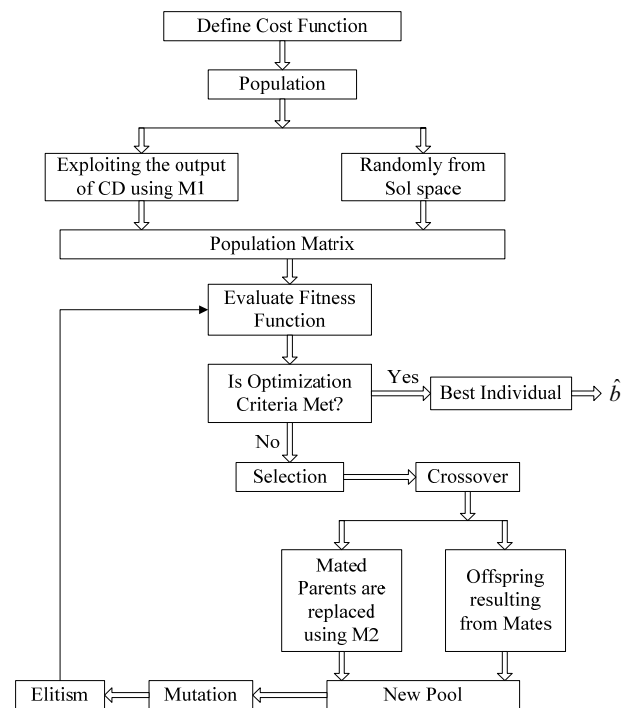 Define Cost Function
Population
Exploiting the output
of CD using M1
Randomly from
Sol space
Population Matrix
Evaluate Fitness
Function
Is Optimization
Criteria Met?
Yes
Best Individual
b̂
No
Selection
Crossover
Mated
Parents are
replaced
using M2
Offspring
resulting
from Mates
Elitism
Mutation
New Pool